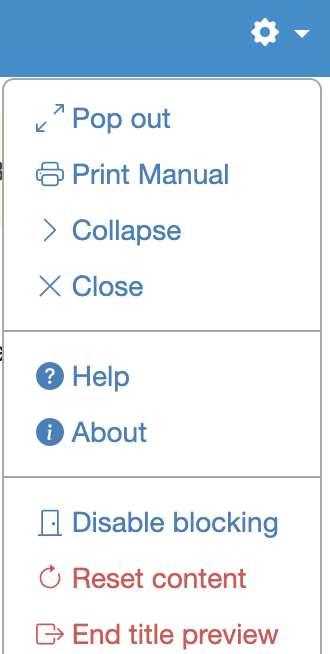 Pop out
Print Manual
Collapse
Close
Help
About
Disable blocking
Reset content
End title preview